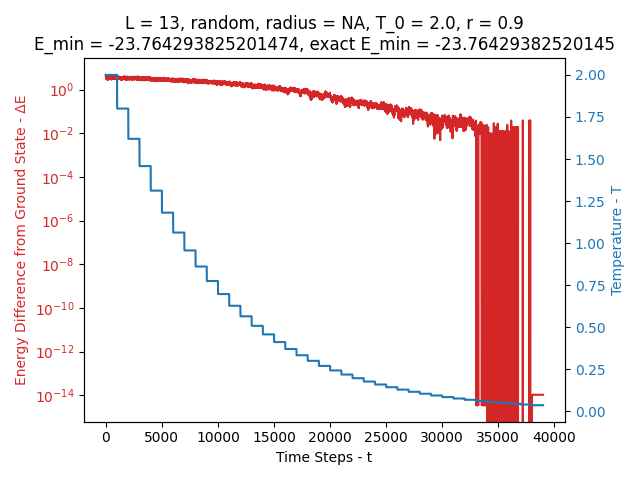 L = 13, random, radius = NA, T_0 = 2.0, r = 0.9
E_min = -23.764293825201474, exact E_min = -23.76429382520145
Energy Difference from Ground State - ΔE
10⁰
10⁻²
10⁻⁴
10⁻⁶
10⁻⁸
10⁻¹⁰
10⁻¹²
10⁻¹⁴
2.00
1.75
1.50
1.25
1.00
0.75
0.50
0.25
0.00
Temperature - T
0 5000 10000 15000 20000 25000 30000 35000 40000
Time Steps - t